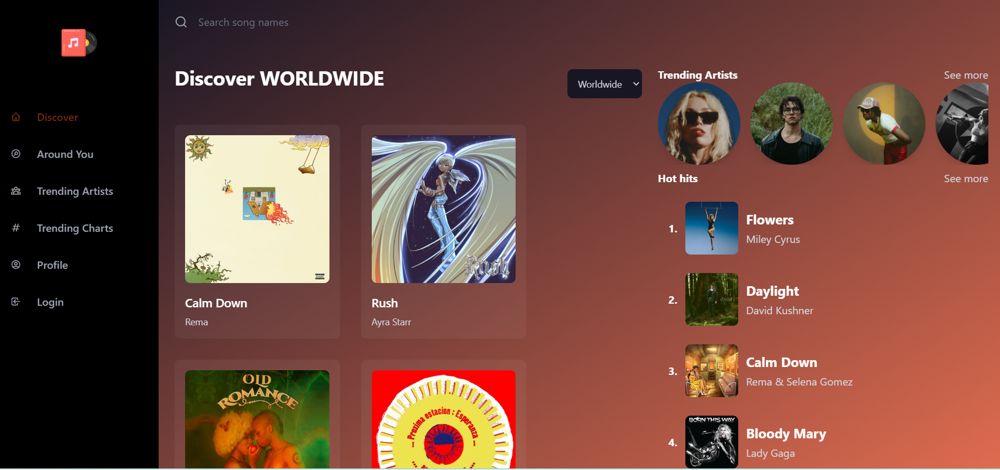 Search song names
Discover WORLDWIDE
Worldwide
Trending Artists
See more
Discover
Around You
Trending Artists
Trending Charts
Profile
Login
Rush
Calm Down
Rema
Rush
Ayra Starr
OLD
ROMANCE
... Proxima estacion : Esperanza ...
Hot hits
See more
1.
Flowers
Miley Cyrus
2.
daylight
Daylight
David Kushner
3.
Calm Down
Rema & Selena Gomez
4.
BORN THIS WAY
Bloody Mary
Lady Gaga